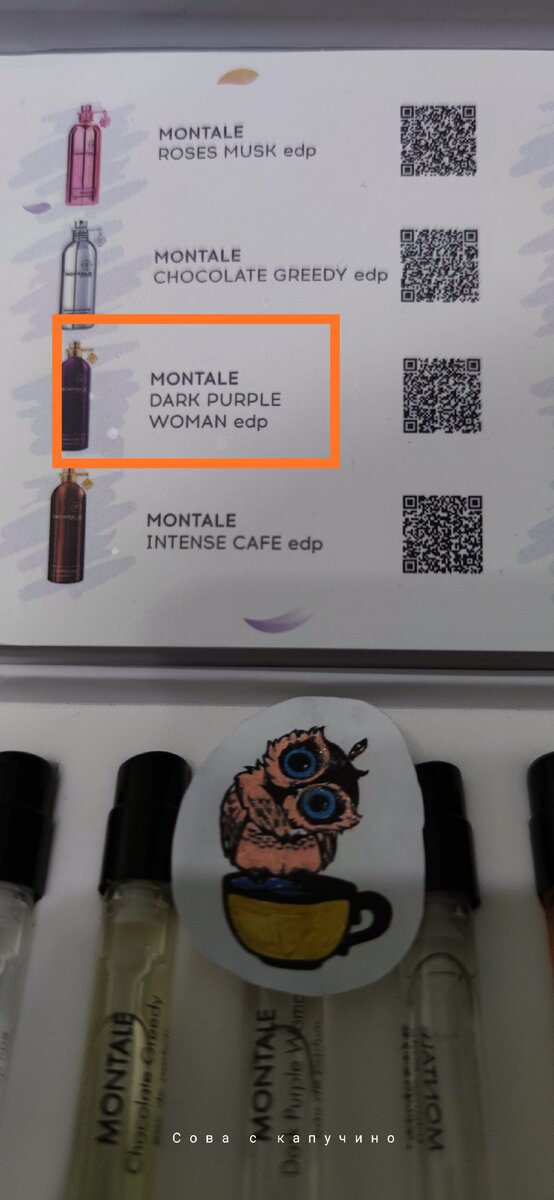 MONTALE
ROSES MUSK edp
MONTALE
CHOCOLATE GREEDY edp
MONTALE
DARK PURPLE
WOMAN edp
MONTALE
INTENSE CAFE edp
MONTALE
Chocolate Greedy
MONTALE
Dark Purple
MONTALE
Сова с капучино